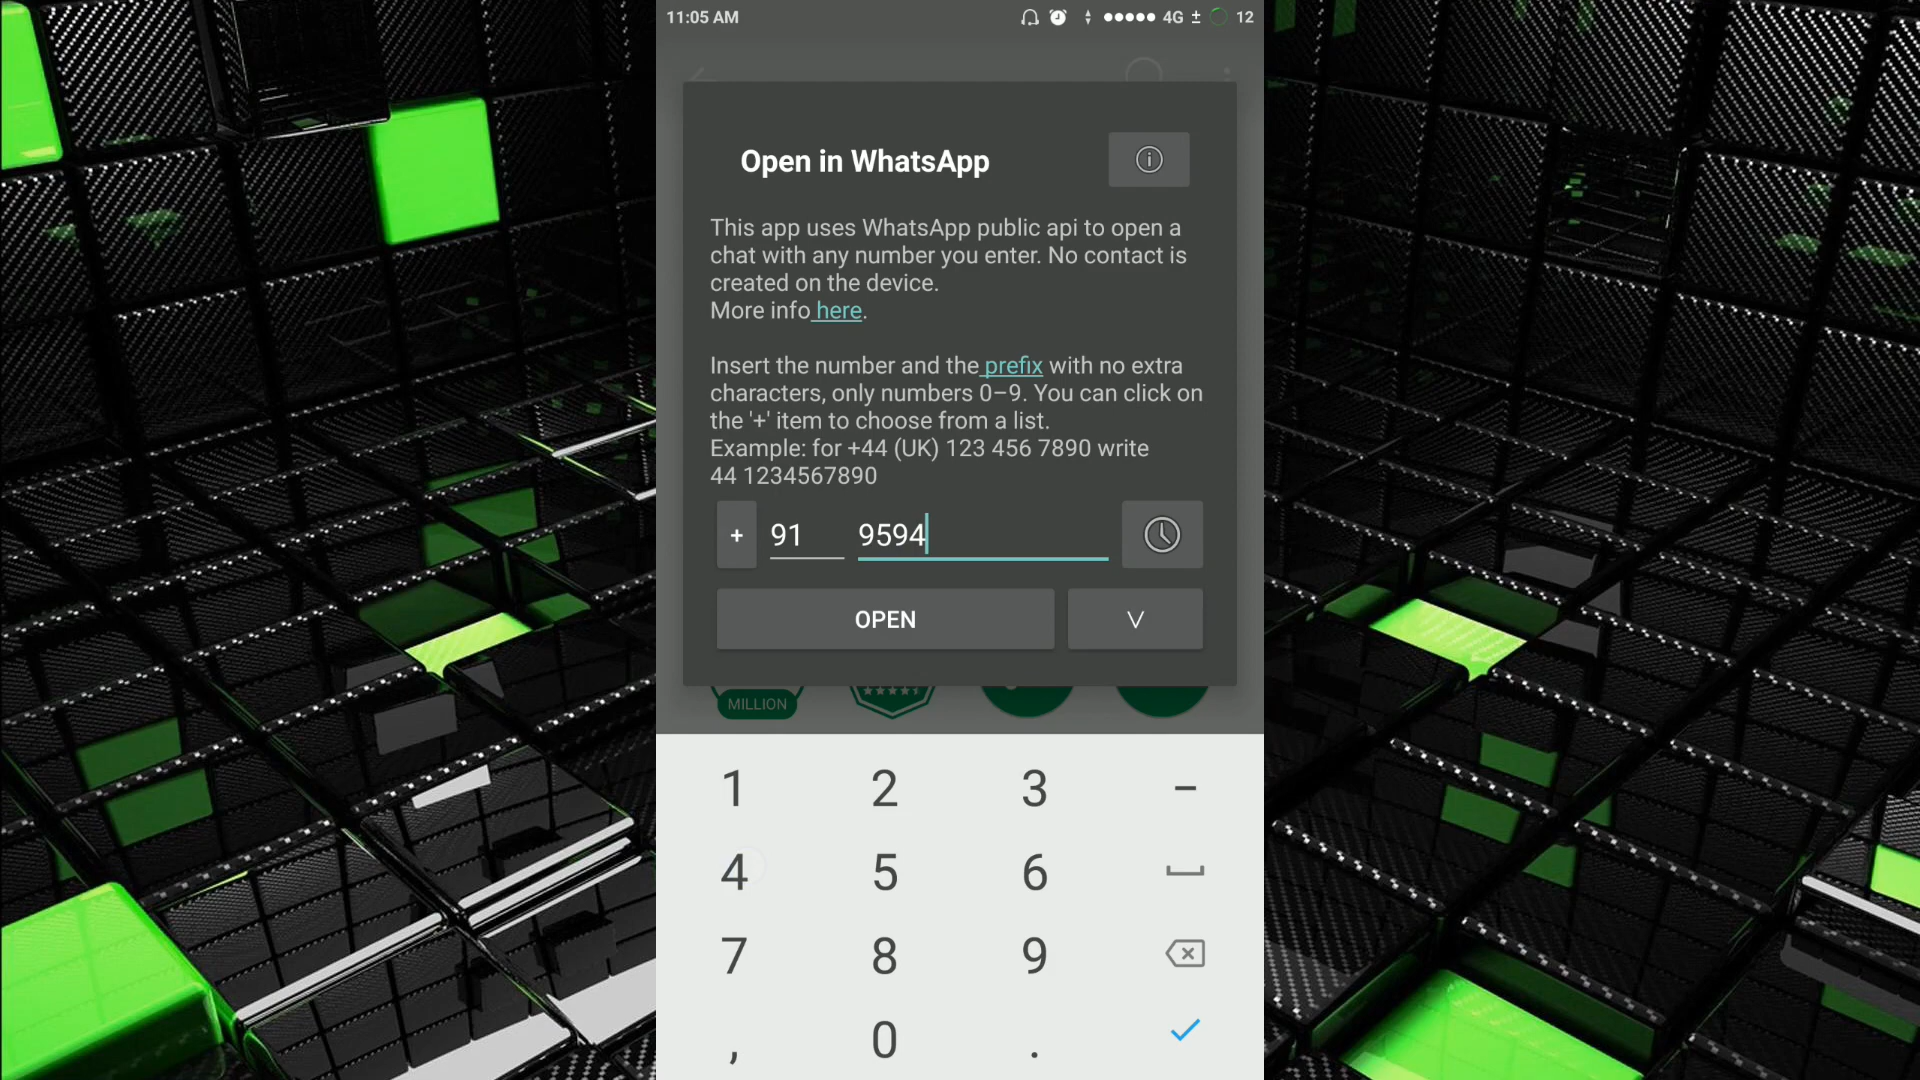 11:05 AM
4G ± 12
Open in WhatsApp
This app uses WhatsApp public api to open a
chat with any number you enter. No contact is
created on the device.
More info here.
Insert the number and the prefix with no extra
characters, only numbers 0–9. You can click on
the '+' item to choose from a list.
Example: for +44 (UK) 123 456 7890 write
44 1234567890
+ 91 9594
OPEN V
MILLION
1 2 3 –
4 5 6
7 8 9
, 0 .